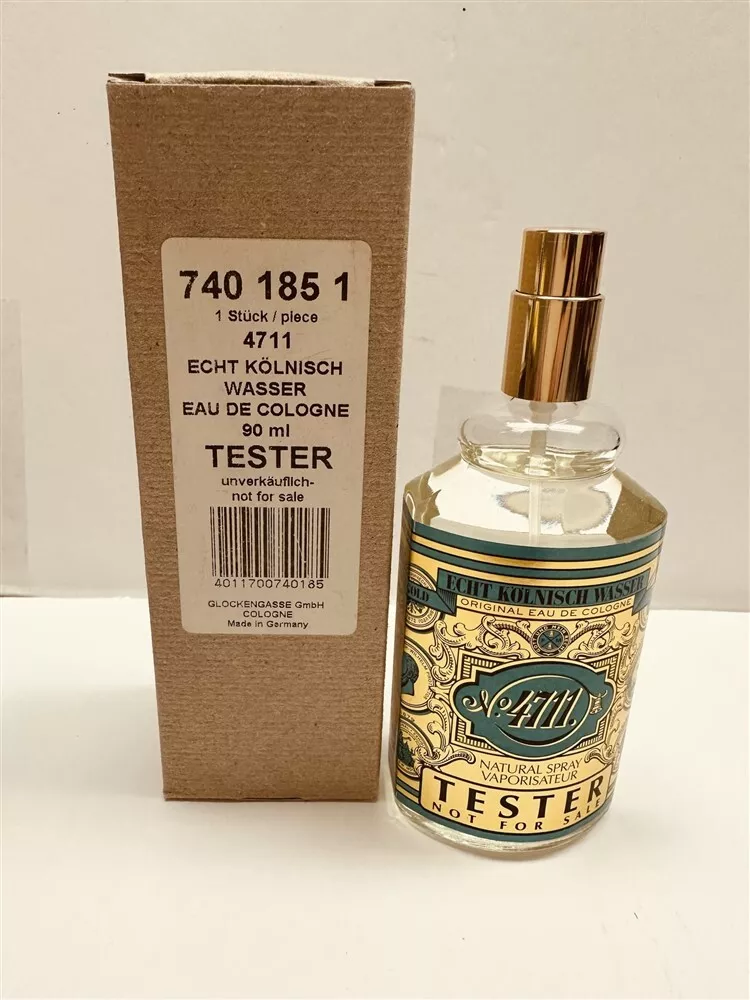 740 185 1
1 Stück / piece
4711
ECHT KÖLNISCH
WASSER
EAU DE COLOGNE
90 ml
TESTER
unverkäuflich-
not for sale
4011700740185
GLOCKENGASSE GmbH
COLOGNE
Made in Germany
ECHT KÖLNISCH WASSER
ORIGINAL EAU DE COLOGNE
No. 4711.
NATURAL SPRAY
VAPORISATEUR
TESTER
NOT FOR SALE